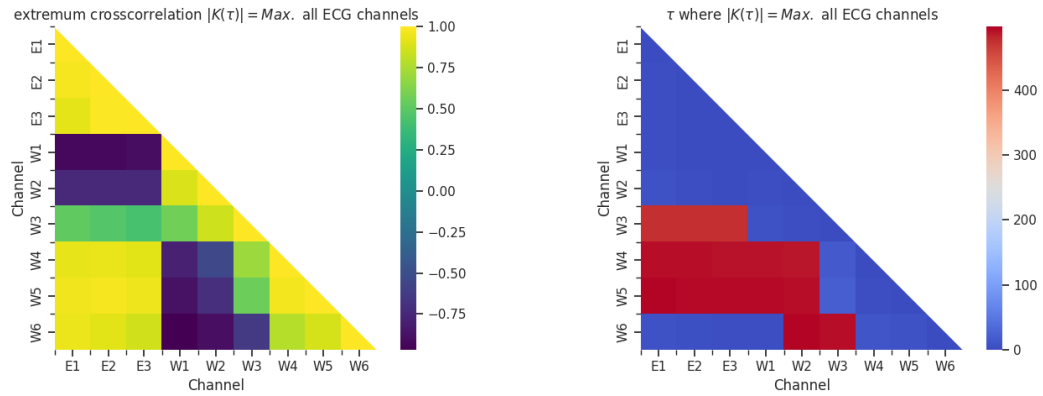 extremum crosscorrelation |K(τ)| = Max. all ECG channels
E1
E2
E3
W1
W2
W3
W4
W5
W6
Channel
E1 E2 E3 W1 W2 W3 W4 W5 W6
Channel
1.00
0.75
0.50
0.25
0.00
−0.25
−0.50
−0.75
τ where |K(τ)| = Max. all ECG channels
E1
E2
E3
W1
W2
W3
W4
W5
W6
Channel
E1 E2 E3 W1 W2 W3 W4 W5 W6
Channel
400
300
200
100
0